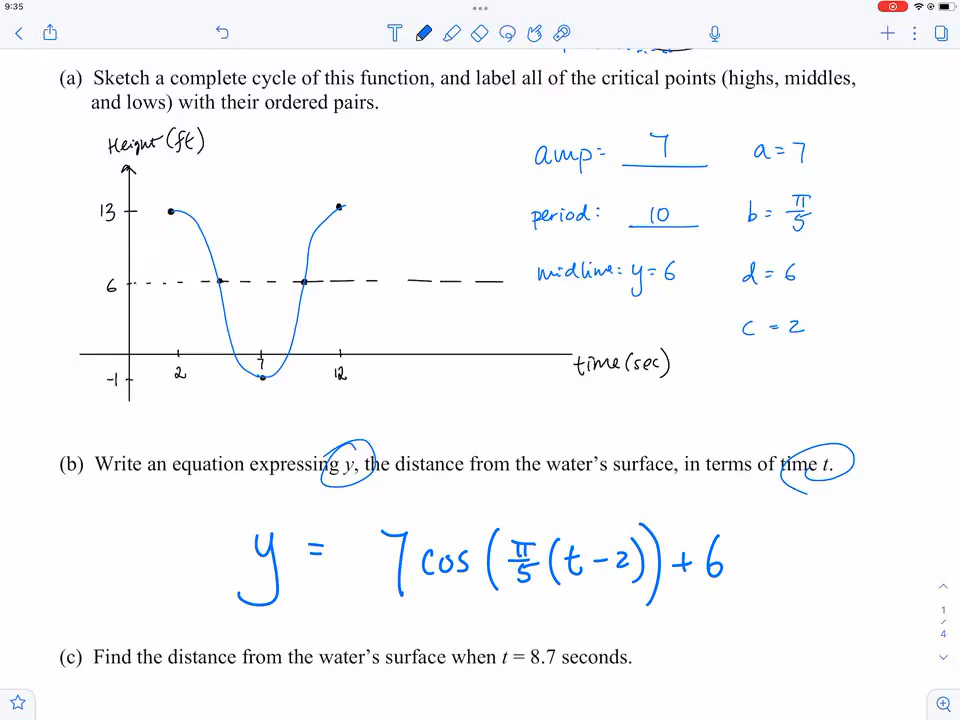 9:35
(a) Sketch a complete cycle of this function, and label all of the critical points (highs, middles,
and lows) with their ordered pairs.
Height (ft)
13
6
-1
2
7
12
time (sec)
amp= 7 a = 7
period: 10 b = π/5
midline: y = 6 d = 6
c = 2
(b) Write an equation expressing y, the distance from the water's surface, in terms of time t.
y = 7 cos (π/5 (t - 2)) + 6
(c) Find the distance from the water's surface when t = 8.7 seconds.
1
/
4